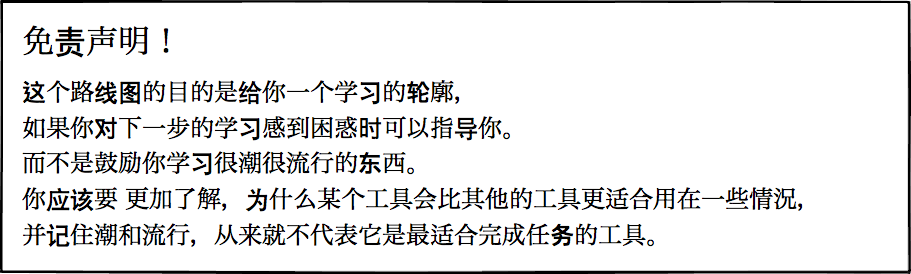 免责声明！
这个路线图的目的是给你一个学习的轮廓，
如果你对下一步的学习感到困惑时可以指导你。
而不是鼓励你学习很潮很流行的东西。
你应该要 更加了解，为什么某个工具会比其他的工具更适合用在一些情況，
并记住潮和流行，从来就不代表它是最适合完成任务的工具。